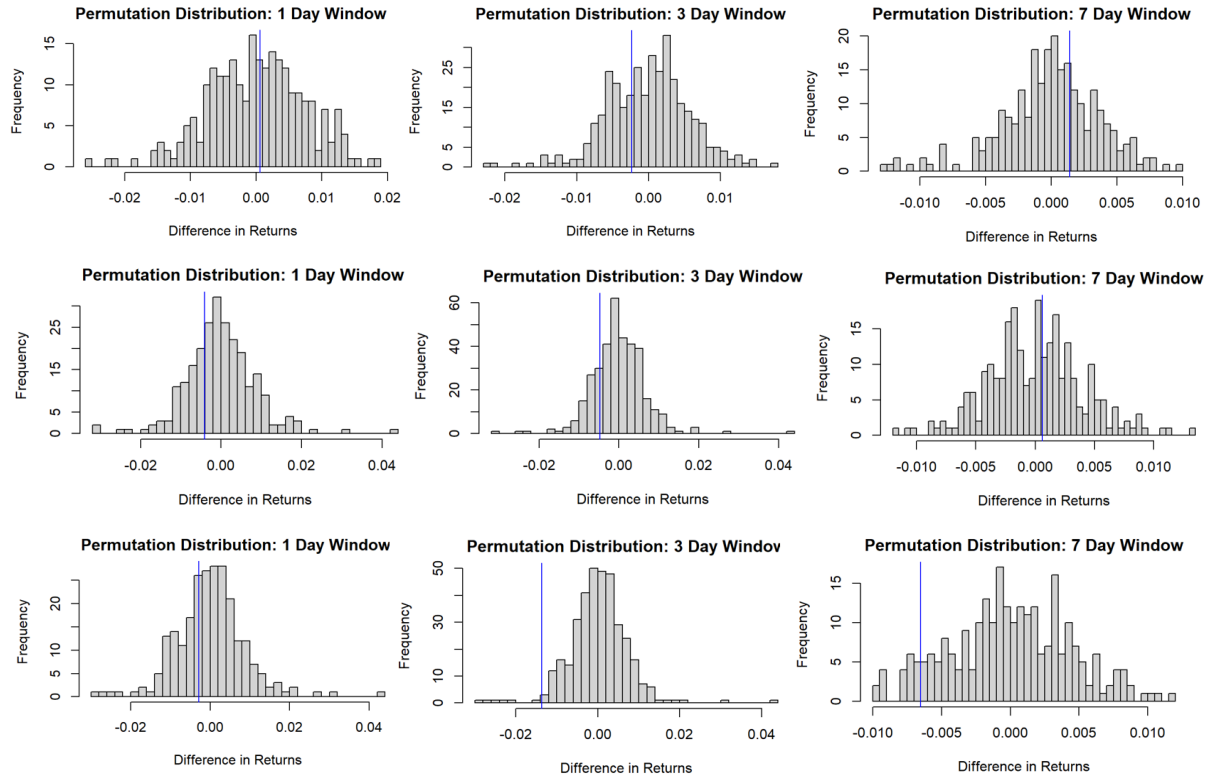 Permutation Distribution: 1 Day Window
Frequency
15
10
5
0
-0.02 -0.01 0.00 0.01 0.02
Difference in Returns
Permutation Distribution: 3 Day Window
Frequency
25
15
5
0
-0.02 -0.01 0.00 0.01
Difference in Returns
Permutation Distribution: 7 Day Window
Frequency
20
15
10
5
0
-0.010 -0.005 0.000 0.005 0.010
Difference in Returns
Permutation Distribution: 1 Day Window
Frequency
25
15
5
0
-0.02 0.00 0.02 0.04
Difference in Returns
Permutation Distribution: 3 Day Window
Frequency
60
40
20
0
-0.02 0.00 0.02 0.04
Difference in Returns
Permutation Distribution: 7 Day Window
Frequency
15
10
5
0
-0.010 -0.005 0.000 0.005 0.010
Difference in Returns
Permutation Distribution: 1 Day Window
Frequency
20
10
5
0
-0.02 0.00 0.02 0.04
Difference in Returns
Permutation Distribution: 3 Day Window
Frequency
50
30
10
0
-0.02 0.00 0.02 0.04
Difference in Returns
Permutation Distribution: 7 Day Window
Frequency
15
10
5
0
-0.010 -0.005 0.000 0.005 0.010
Difference in Returns